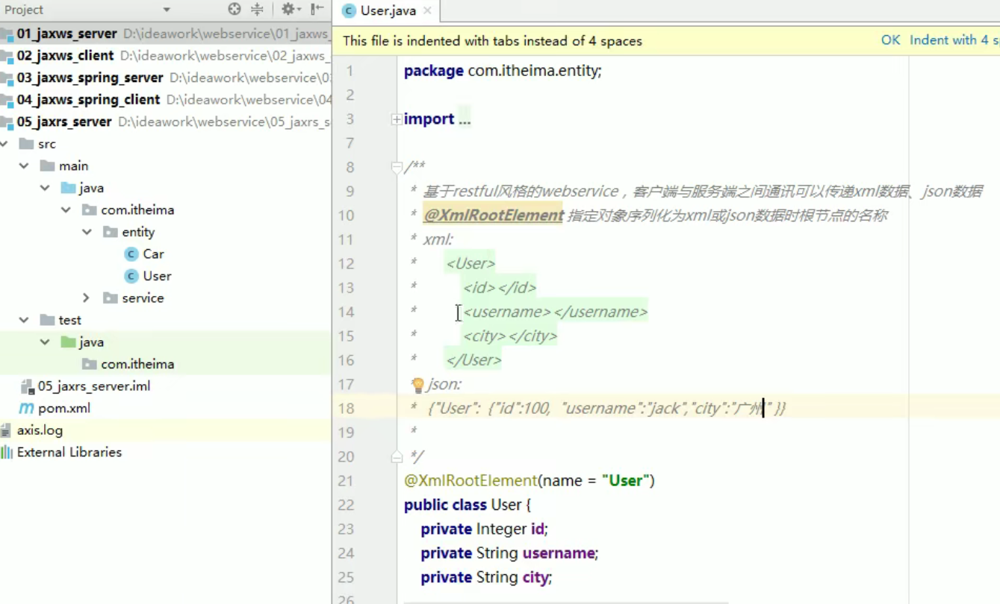 Project
User.java
01_jaxws_server D:\ideawork\webservice\01_jaxws_
02_jaxws_client D:\ideawork\webservice\02_jaxws_
03_jaxws_spring_server D:\ideawork\webservice\03
04_jaxws_spring_client D:\ideawork\webservice\04
05_jaxrs_server D:\ideawork\webservice\05_jaxrs_s
src
main
java
com.itheima
entity
Car
User
service
test
java
com.itheima
05_jaxrs_server.iml
pom.xml
axis.log
External Libraries
This file is indented with tabs instead of 4 spaces OK Indent with 4 s
1 package com.itheima.entity;
2
3 import ...
7
8 /**
9 * 基于restful风格的webservice，客户端与服务端之间通讯可以传递xml数据、json数据
10 * @XmlRootElement 指定对象序列化为xml或json数据时根节点的名称
11 * xml:
12 * <User>
13 * <id></id>
14 * <username></username>
15 * <city></city>
16 * </User>
17 * json:
18 * {"User": {"id":100, "username":"jack","city":"广州" }}
19 *
20 */
21 @XmlRootElement(name = "User")
22 public class User {
23 private Integer id;
24 private String username;
25 private String city;
26